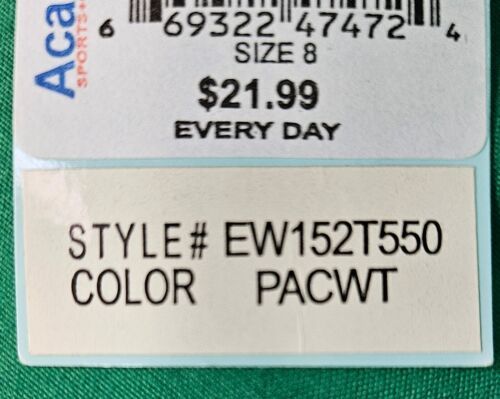 Aca
SPORTS+
6 69322 47472 4
SIZE 8
$21.99
EVERY DAY
STYLE# EW152T550
COLOR PACWT